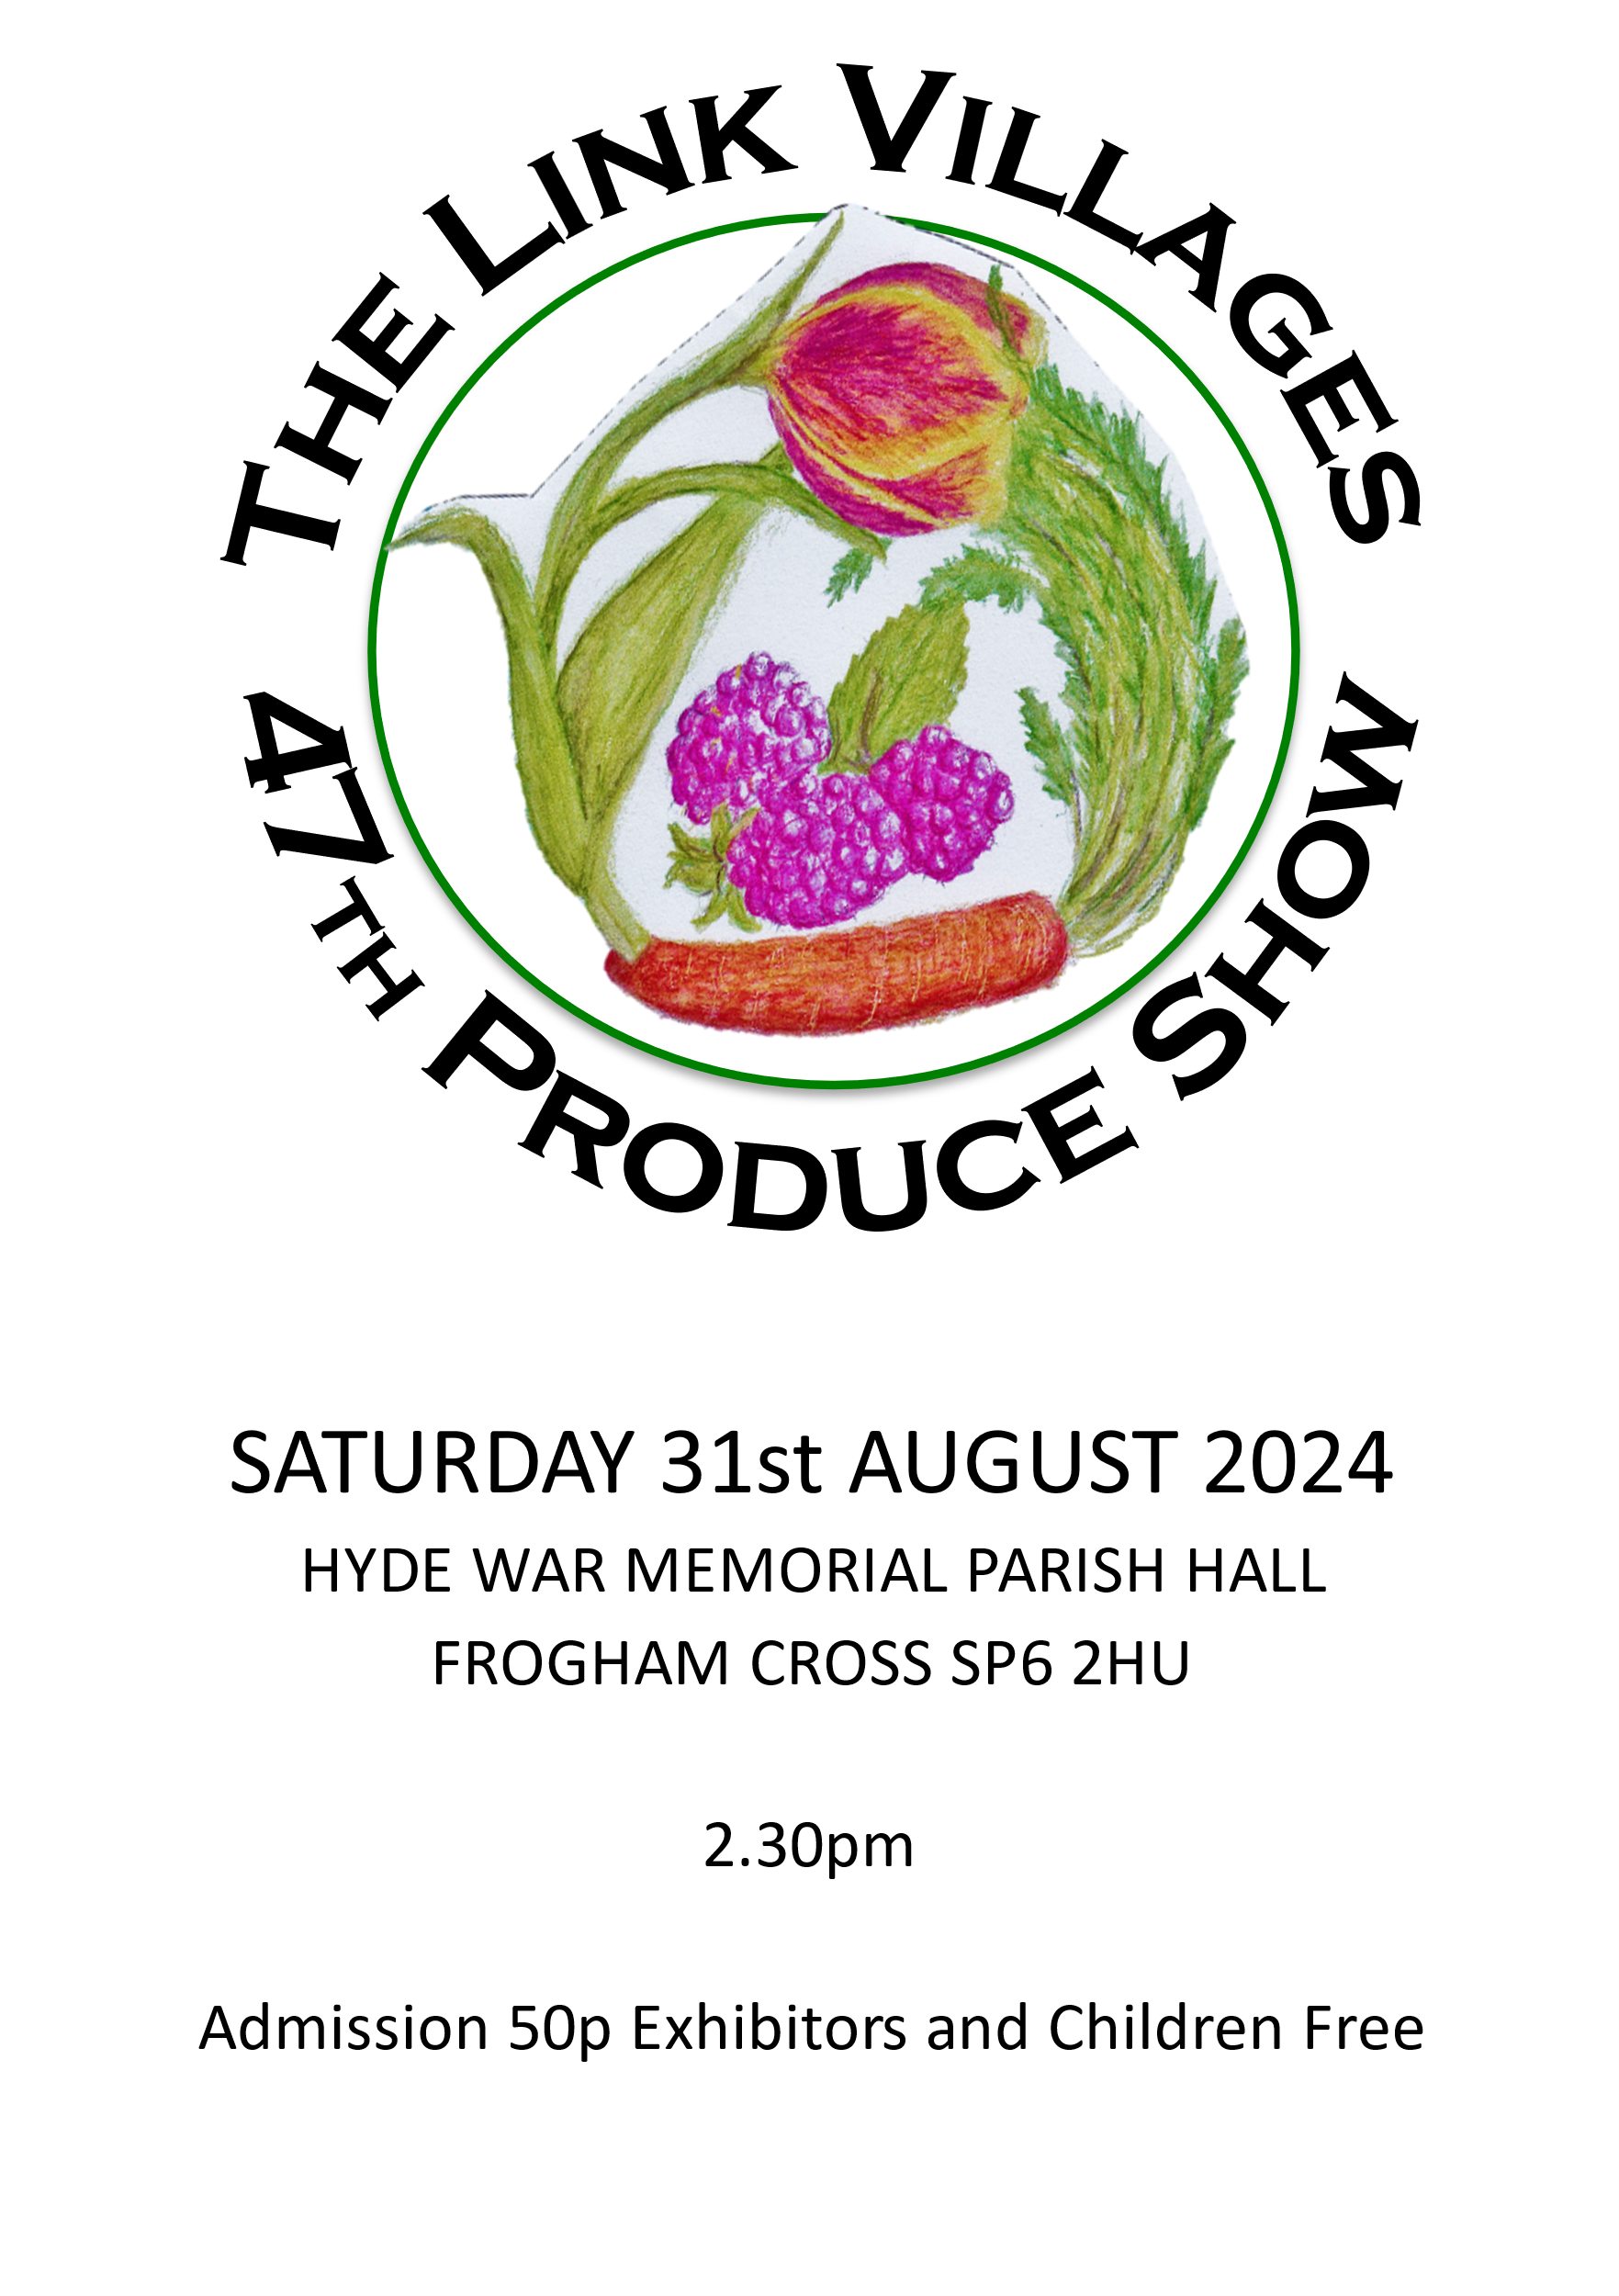 THE LINK VILLAGES
47TH PRODUCE SHOW
SATURDAY 31st AUGUST 2024
HYDE WAR MEMORIAL PARISH HALL
FROGHAM CROSS SP6 2HU
2.30pm
Admission 50p Exhibitors and Children Free